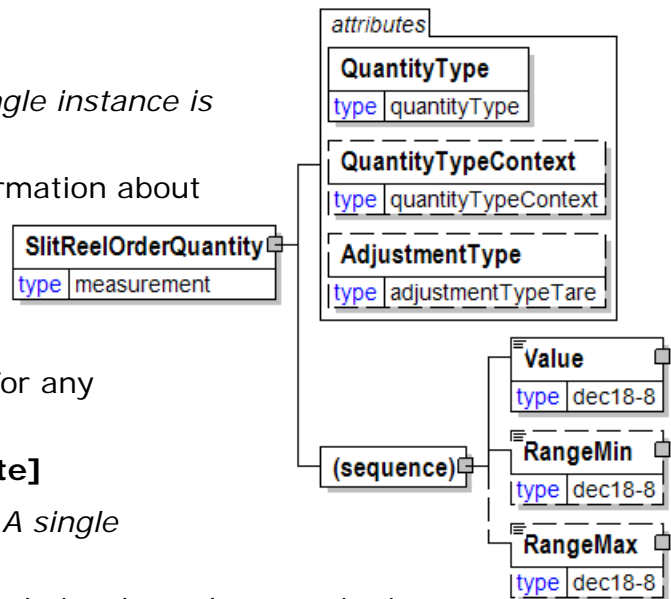 ngle instance is
rmation about
for any
te]
A single
attributes
QuantityType
type quantityType
QuantityTypeContext
type quantityTypeContext
AdjustmentType
type adjustmentTypeTare
SlitReelOrderQuantity
type measurement
(sequence)
Value
type dec18-8
RangeMin
type dec18-8
RangeMax
type dec18-8